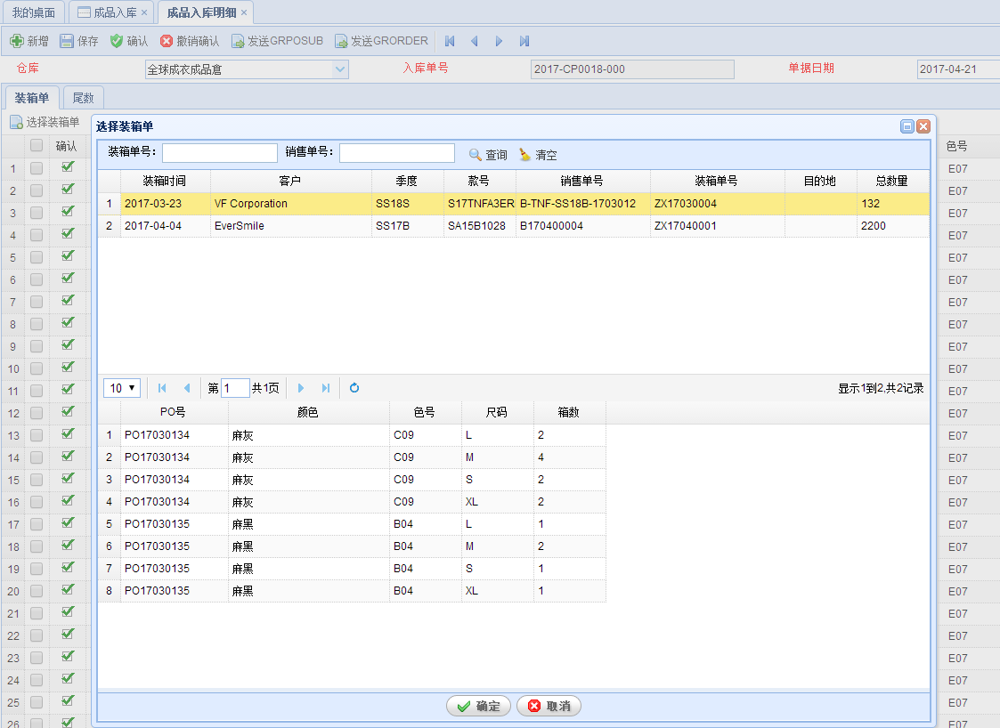 我的桌面 成品入库 × 成品入库明细 ×
新增 保存 确认 撤销确认 发送GRPOSUB 发送GRORDER
仓库 全球成衣成品倉 入库单号 2017-CP0018-000 单据日期 2017-04-21
装箱单 尾数
选择装箱单
确认 色号
1 E07
2 E07
3 E07
4 E07
5 E07
6 E07
7 E07
8 E07
9 E07
10 E07
11 E07
12 E07
13 E07
14 E07
15 E07
16 E07
17 E07
18 E07
19 E07
20 E07
21 E07
22 E07
23 E07
24 E07
25 E07
26 E07
选择装箱单
装箱单号: 销售单号: 查询 清空
装箱时间 客户 季度 款号 销售单号 装箱单号 目的地 总数量
1 2017-03-23 VF Corporation SS18S S17TNFA3ER B-TNF-SS18B-1703012 ZX17030004 132
2 2017-04-04 EverSmile SS17B SA15B1028 B170400004 ZX17040001 2200
10 第 1 共1页 显示1到2,共2记录
PO号 颜色 色号 尺码 箱数
1 PO17030134 麻灰 C09 L 2
2 PO17030134 麻灰 C09 M 4
3 PO17030134 麻灰 C09 S 2
4 PO17030134 麻灰 C09 XL 2
5 PO17030135 麻黑 B04 L 1
6 PO17030135 麻黑 B04 M 2
7 PO17030135 麻黑 B04 S 1
8 PO17030135 麻黑 B04 XL 1
确定 取消